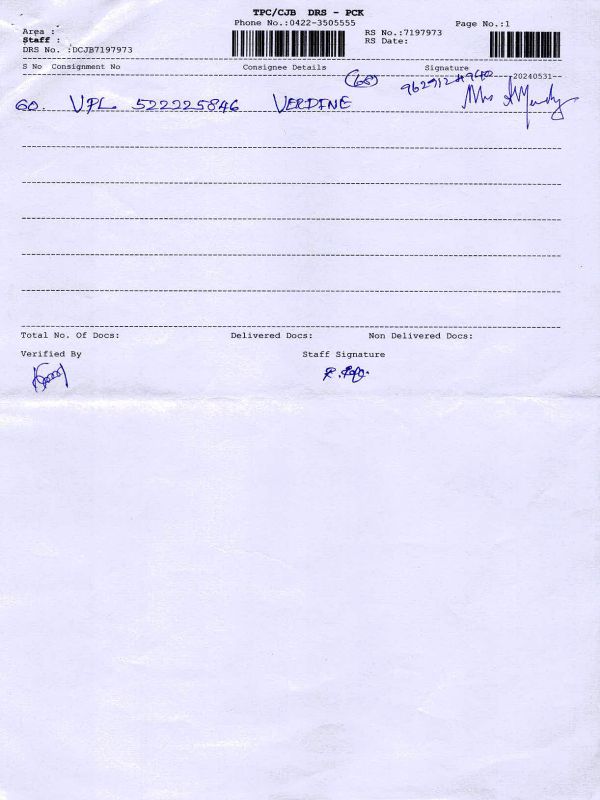 TPC/CJB DRS - PCK
Phone No.:0422-3505555 Page No.:1
Area :
RS No.:7197973
Staff :
RS Date:
DRS No. :DCJB7197973
S No Consignment No Consignee Details Signature
(68) 9629124940 20240531
60. VPL 522225846 VERDINE
Total No. Of Docs: Delivered Docs: Non Delivered Docs:
Verified By Staff Signature